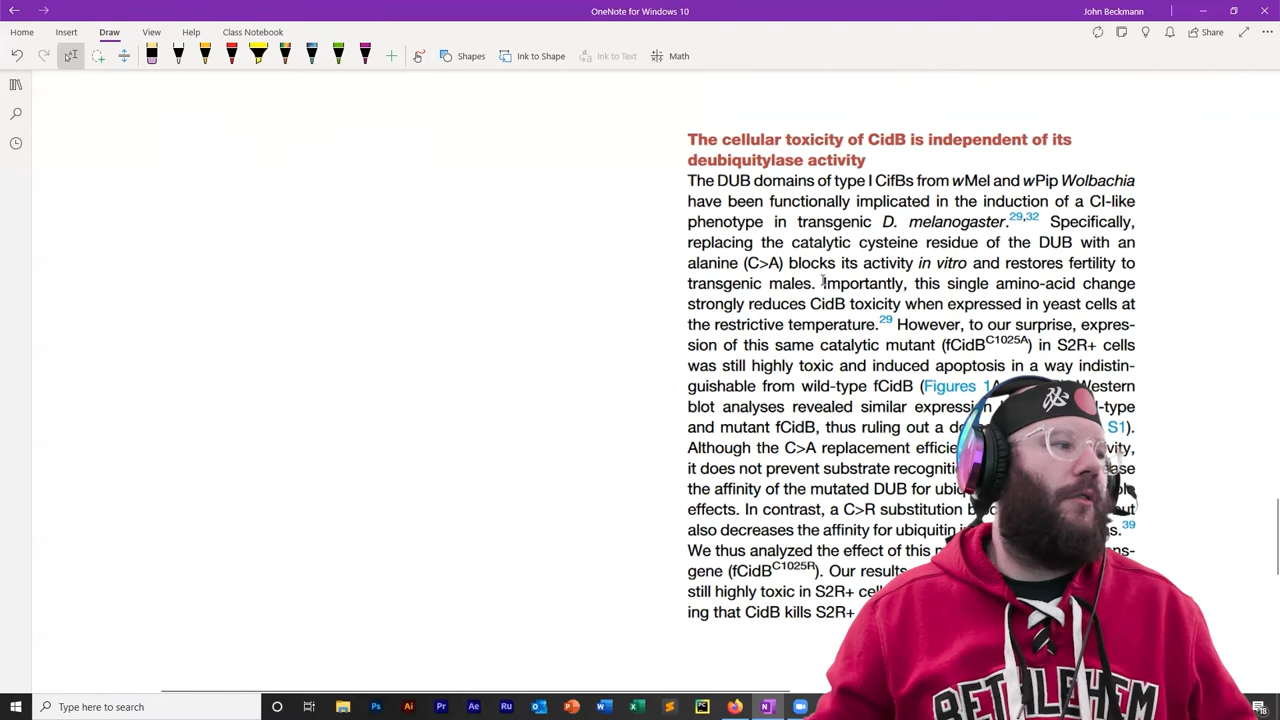 OneNote for Windows 10
John Beckmann
Home Insert Draw View Help Class Notebook
Share
Shapes Ink to Shape Ink to Text Math
The cellular toxicity of CidB is independent of its
deubiquitylase activity
The DUB domains of type I CifBs from wMel and wPip Wolbachia
have been functionally implicated in the induction of a CI-like
phenotype in transgenic D. melanogaster.29,32 Specifically,
replacing the catalytic cysteine residue of the DUB with an
alanine (C>A) blocks its activity in vitro and restores fertility to
transgenic males. Importantly, this single amino-acid change
strongly reduces CidB toxicity when expressed in yeast cells at
the restrictive temperature.29 However, to our surprise, expres-
sion of this same catalytic mutant (fCidBC1025A) in S2R+ cells
was still highly toxic and induced apoptosis in a way indistin-
guishable from wild-type fCidB (Figures Western
blot analyses revealed similar
and mutant fCidB, thus ruling out a S1).
Although the C>A replacement
it does not prevent substrate
the affinity of the mutated DUB for
effects. In contrast, a C>R substitution
also decreases the affinity for ubiquitin 39
We thus analyzed the effect of this
gene (fCidBC1025R). Our results
still highly toxic in S2R+
ing that CidB kills S2R+
BETHLEHEM
Type here to search